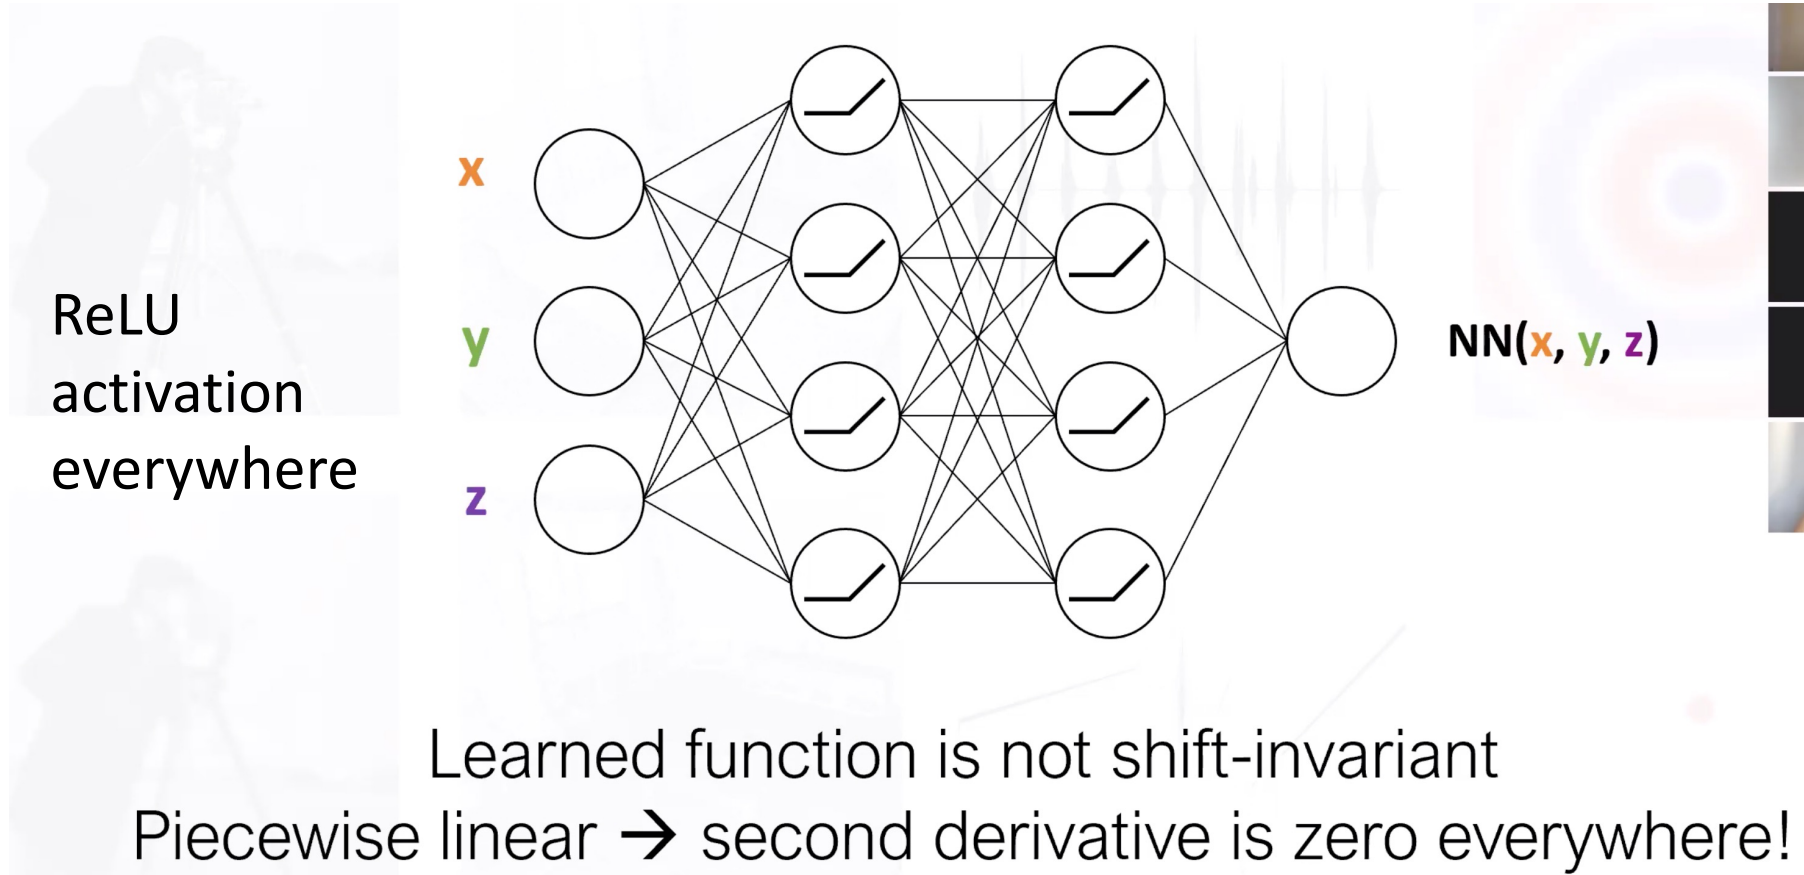 ReLU
activation
everywhere
x
y
z
NN(x, y, z)
Learned function is not shift-invariant
Piecewise linear → second derivative is zero everywhere!